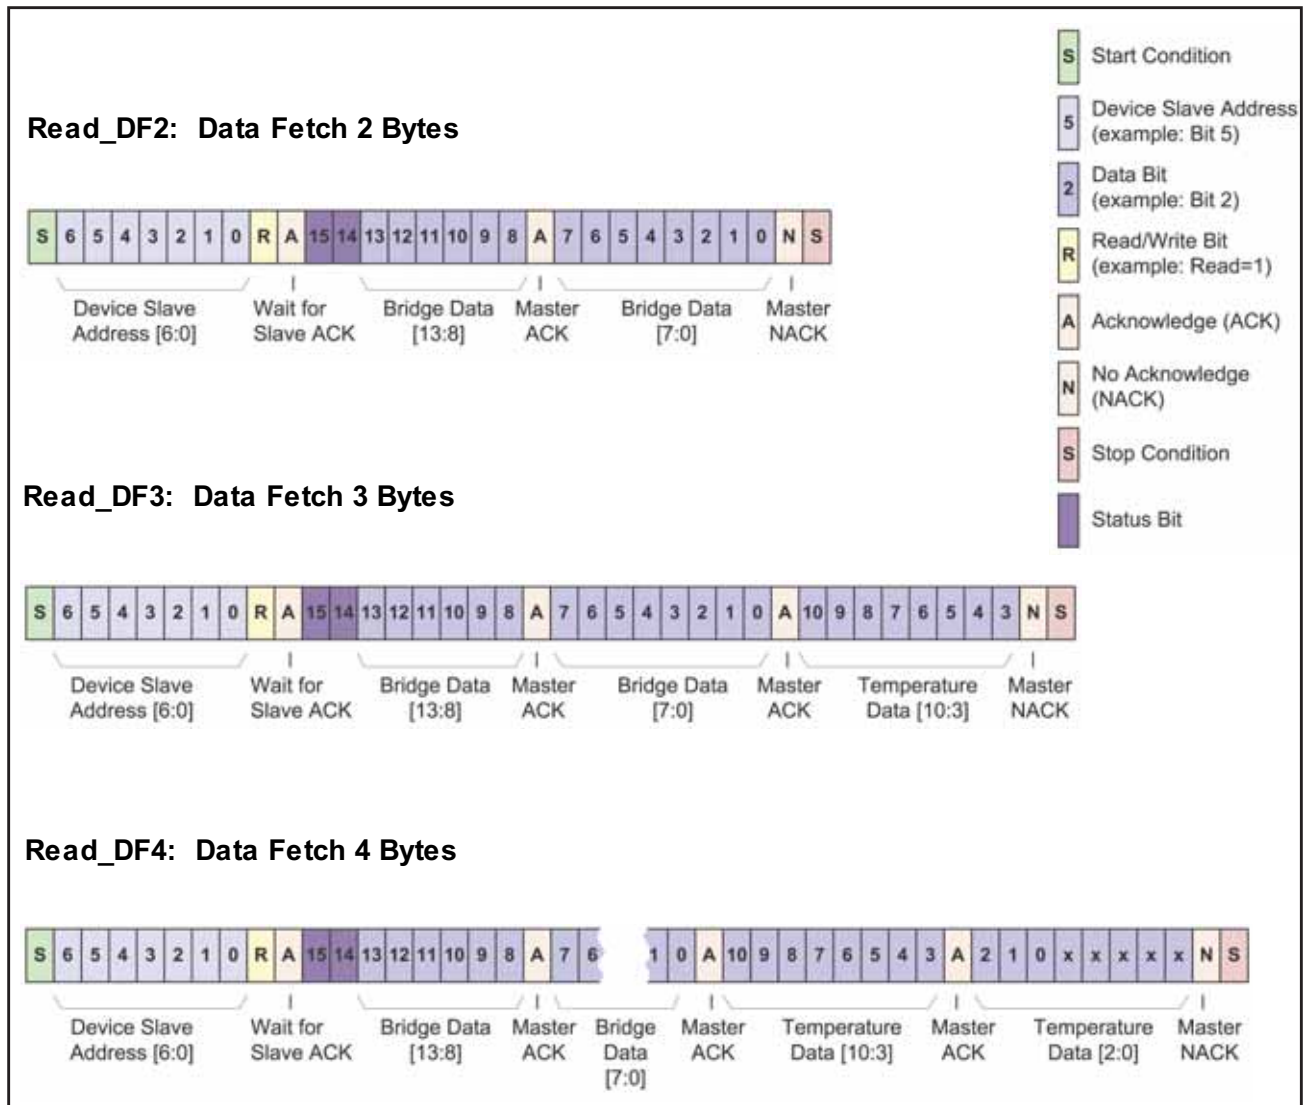 Read_DF2: Data Fetch 2 Bytes
S 6 5 4 3 2 1 0 R A 15 14 13 12 11 10 9 8 A 7 6 5 4 3 2 1 0 N S
Device Slave Address [6:0]
Wait for Slave ACK
Bridge Data [13:8]
Master ACK
Bridge Data [7:0]
Master NACK
S Start Condition
5 Device Slave Address
(example: Bit 5)
2 Data Bit
(example: Bit 2)
R Read/Write Bit
(example: Read=1)
A Acknowledge (ACK)
N No Acknowledge
(NACK)
S Stop Condition
Status Bit
Read_DF3: Data Fetch 3 Bytes
S 6 5 4 3 2 1 0 R A 15 14 13 12 11 10 9 8 A 7 6 5 4 3 2 1 0 A 10 9 8 7 6 5 4 3 N S
Device Slave Address [6:0]
Wait for Slave ACK
Bridge Data [13:8]
Master ACK
Bridge Data [7:0]
Master ACK
Temperature Data [10:3]
Master NACK
Read_DF4: Data Fetch 4 Bytes
S 6 5 4 3 2 1 0 R A 15 14 13 12 11 10 9 8 A 7 6 1 0 A 10 9 8 7 6 5 4 3 A 2 1 0 x x x x x N S
Device Slave Address [6:0]
Wait for Slave ACK
Bridge Data [13:8]
Master ACK
Bridge Data [7:0]
Master ACK
Temperature Data [10:3]
Master ACK
Temperature Data [2:0]
Master NACK